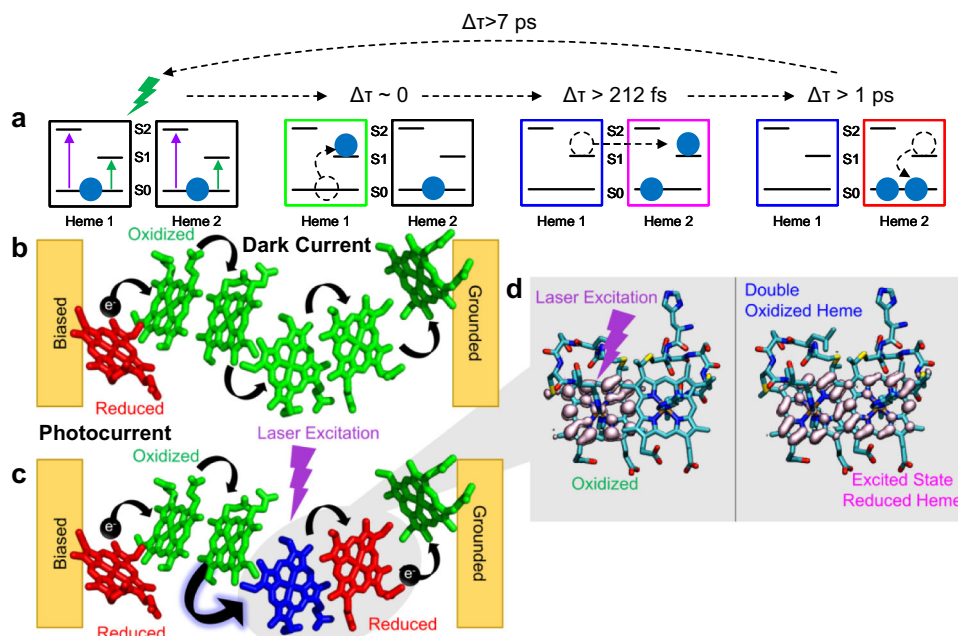 Δτ>7 ps
Δτ ~ 0
Δτ > 212 fs
Δτ > 1 ps
a
S2
S1
S0
Heme 1
Heme 2
S2
S1
S0
Heme 1
Heme 2
S2
S1
S0
Heme 1
Heme 2
S2
S1
S0
Heme 1
Heme 2
b
Oxidized
Dark Current
Biased
e-
Reduced
Grounded
Photocurrent
c
Oxidized
Laser Excitation
Biased
e-
Reduced
Reduced
e-
Grounded
d
Laser Excitation
Oxidized
Double
Oxidized Heme
Excited State
Reduced Heme